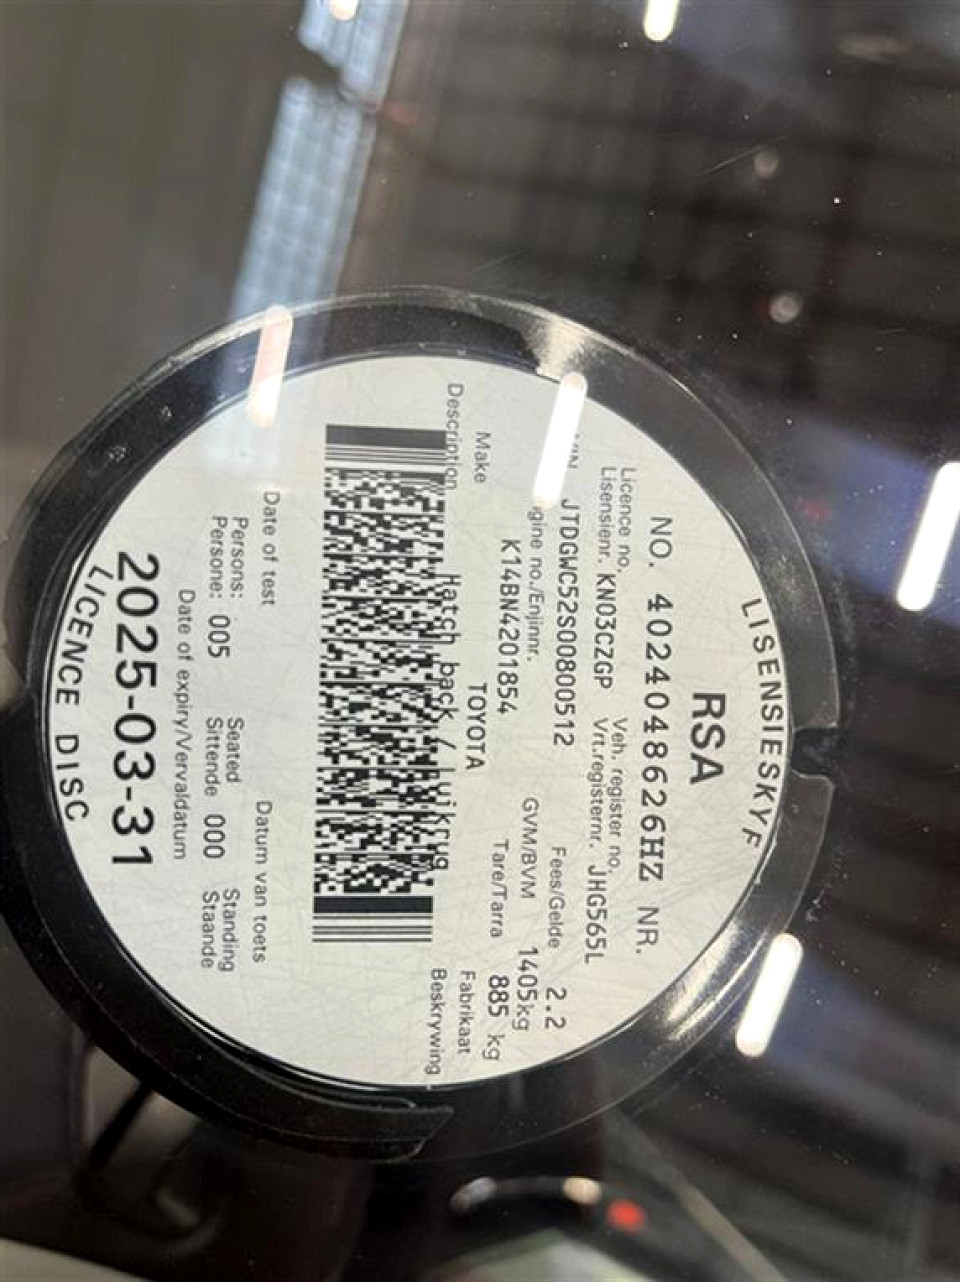 LISENSIESKYF
RSA
NO. 4024048626HZ NR.
Licence no. Veh. register no.
Lisensienr. KN03CZGP Vrt.registernr. JHG565L
VIN JTDGWC52S00800512 Fees/Gelde 2.2
gine no./Enjinnr. GVM/BVM 1405kg
K14BN4201854 Tare/Tarra 885 kg
Make TOYOTA Fabrikaat
Description Hatch back / Luikrug Beskrywing
Date of test Datum van toets
Persons: Seated Standing
Persone: 005 Sittende 000 Staande
Date of expiry/Vervaldatum
2025-03-31
LICENCE DISC